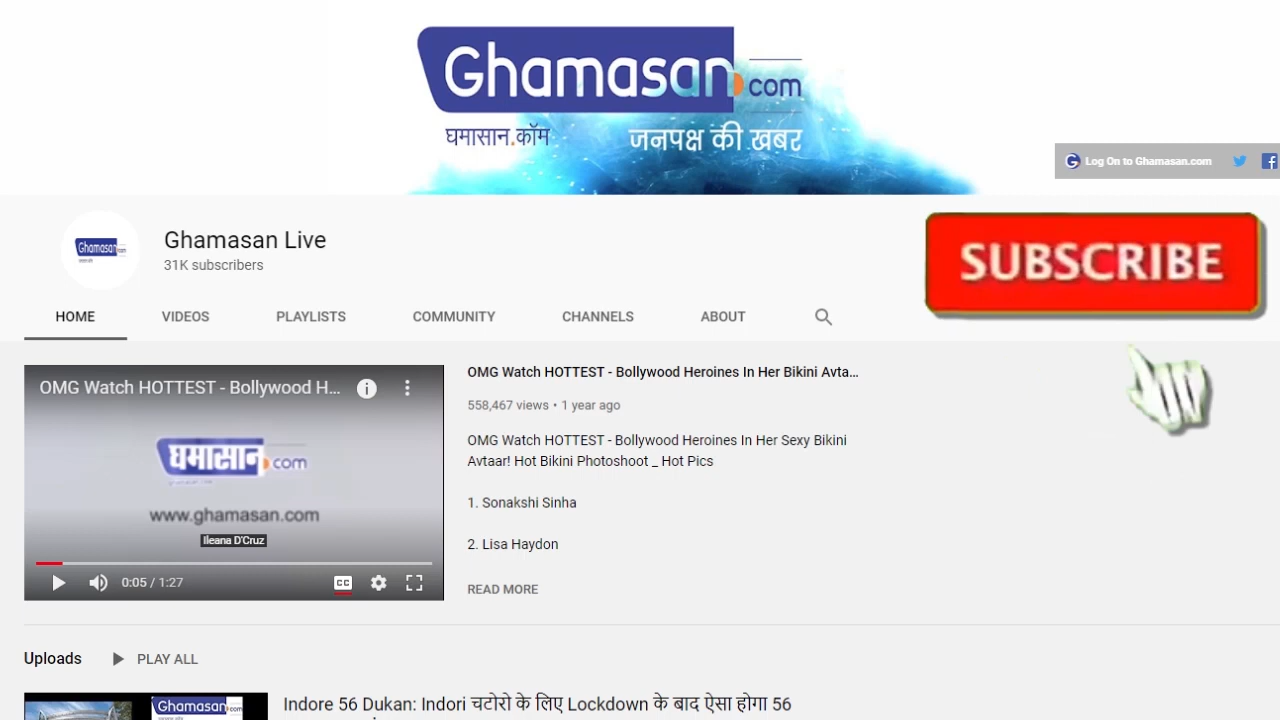 Ghamasan.com
घमासान.कॉम
जनपक्ष की खबर
Log On to Ghamasan.com
Ghamasan
Ghamasan Live
31K subscribers
SUBSCRIBE
HOME VIDEOS PLAYLISTS COMMUNITY CHANNELS ABOUT
OMG Watch HOTTEST - Bollywood H...
घमासान.com
www.ghamasan.com
Ileana D'Cruz
0:05 / 1:27
CC
OMG Watch HOTTEST - Bollywood Heroines In Her Bikini Avta...
558,467 views • 1 year ago
OMG Watch HOTTEST - Bollywood Heroines In Her Sexy Bikini
Avtaar! Hot Bikini Photoshoot _ Hot Pics
1. Sonakshi Sinha
2. Lisa Haydon
READ MORE
Uploads PLAY ALL
Ghamasan
Indore 56 Dukan: Indori चटोरो के लिए Lockdown के बाद ऐसा होगा 56